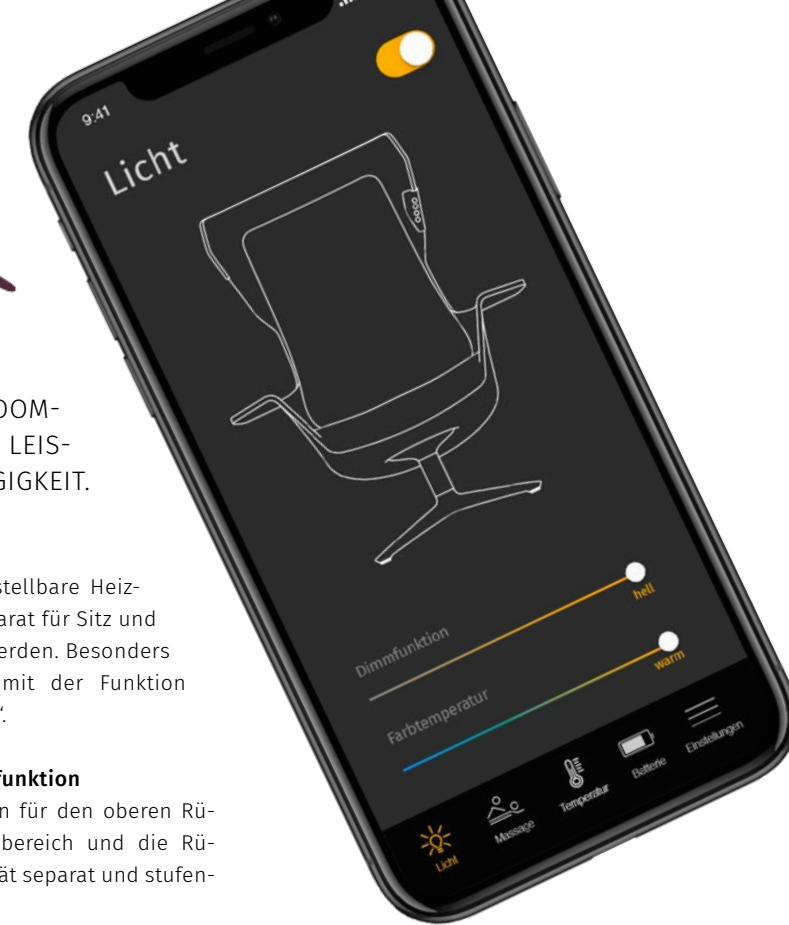 9:41
Licht
OOM-
LEIS-
GIGKEIT.
stellbare Heiz-
arat für Sitz und
erden. Besonders
mit der Funktion
“.
funktion
n für den oberen Rü-
bereich und die Rü-
ät separat und stufen-
Dimmfunktion
hell
Farbtemperatur
warm
Licht
Massage
Temperatur
Batterie
Einstellungen